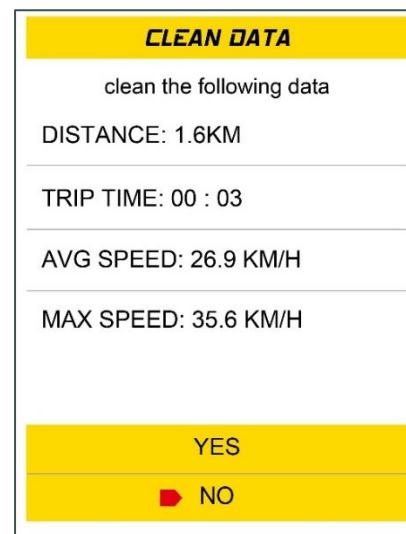 CLEAN DATA
clean the following data
DISTANCE: 1.6KM
TRIP TIME: 00 : 03
AVG SPEED: 26.9 KM/H
MAX SPEED: 35.6 KM/H
YES
NO